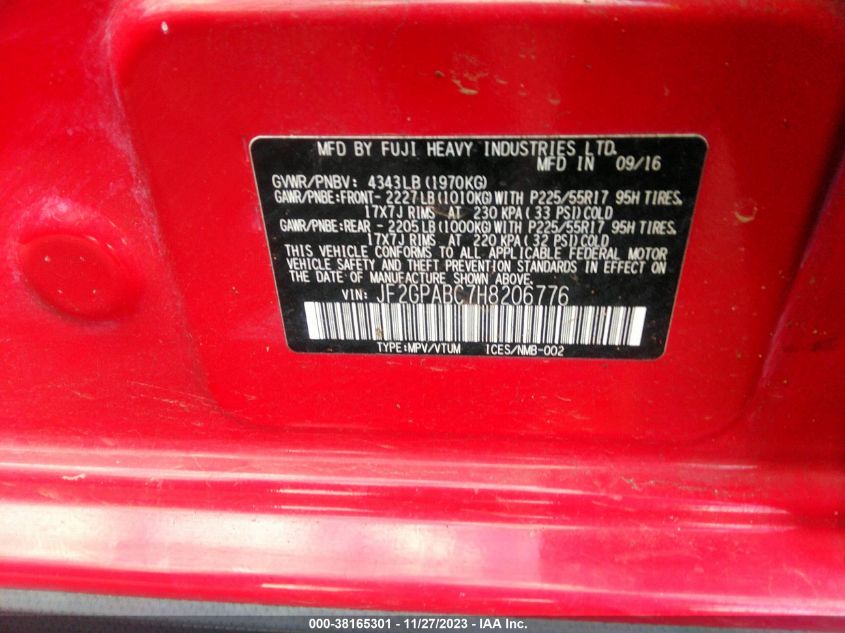 MFD BY FUJI HEAVY INDUSTRIES LTD.
MFD IN 09/16
GVWR/PNBV: 4343LB(1970KG)
GAWR/PNBE:FRONT- 2227LB(1010KG)WITH P225/55R17 95H TIRES,
17X7J RIMS AT 230 KPA(33 PSI)COLD
GAWR/PNBE:REAR - 2205LB(1000KG)WITH P225/55R17 95H TIRES,
17X7J RIMS AT 220 KPA(32 PSI)COLD
THIS VEHICLE CONFORMS TO ALL APPLICABLE FEDERAL MOTOR
VEHICLE SAFETY AND THEFT PREVENTION STANDARDS IN EFFECT ON
THE DATE OF MANUFACTURE SHOWN ABOVE.
VIN: JF2GPABC7H8206776
TYPE:MPV/VTUM ICES/NMB-002
000-38165301 - 11/27/2023 - IAA Inc.